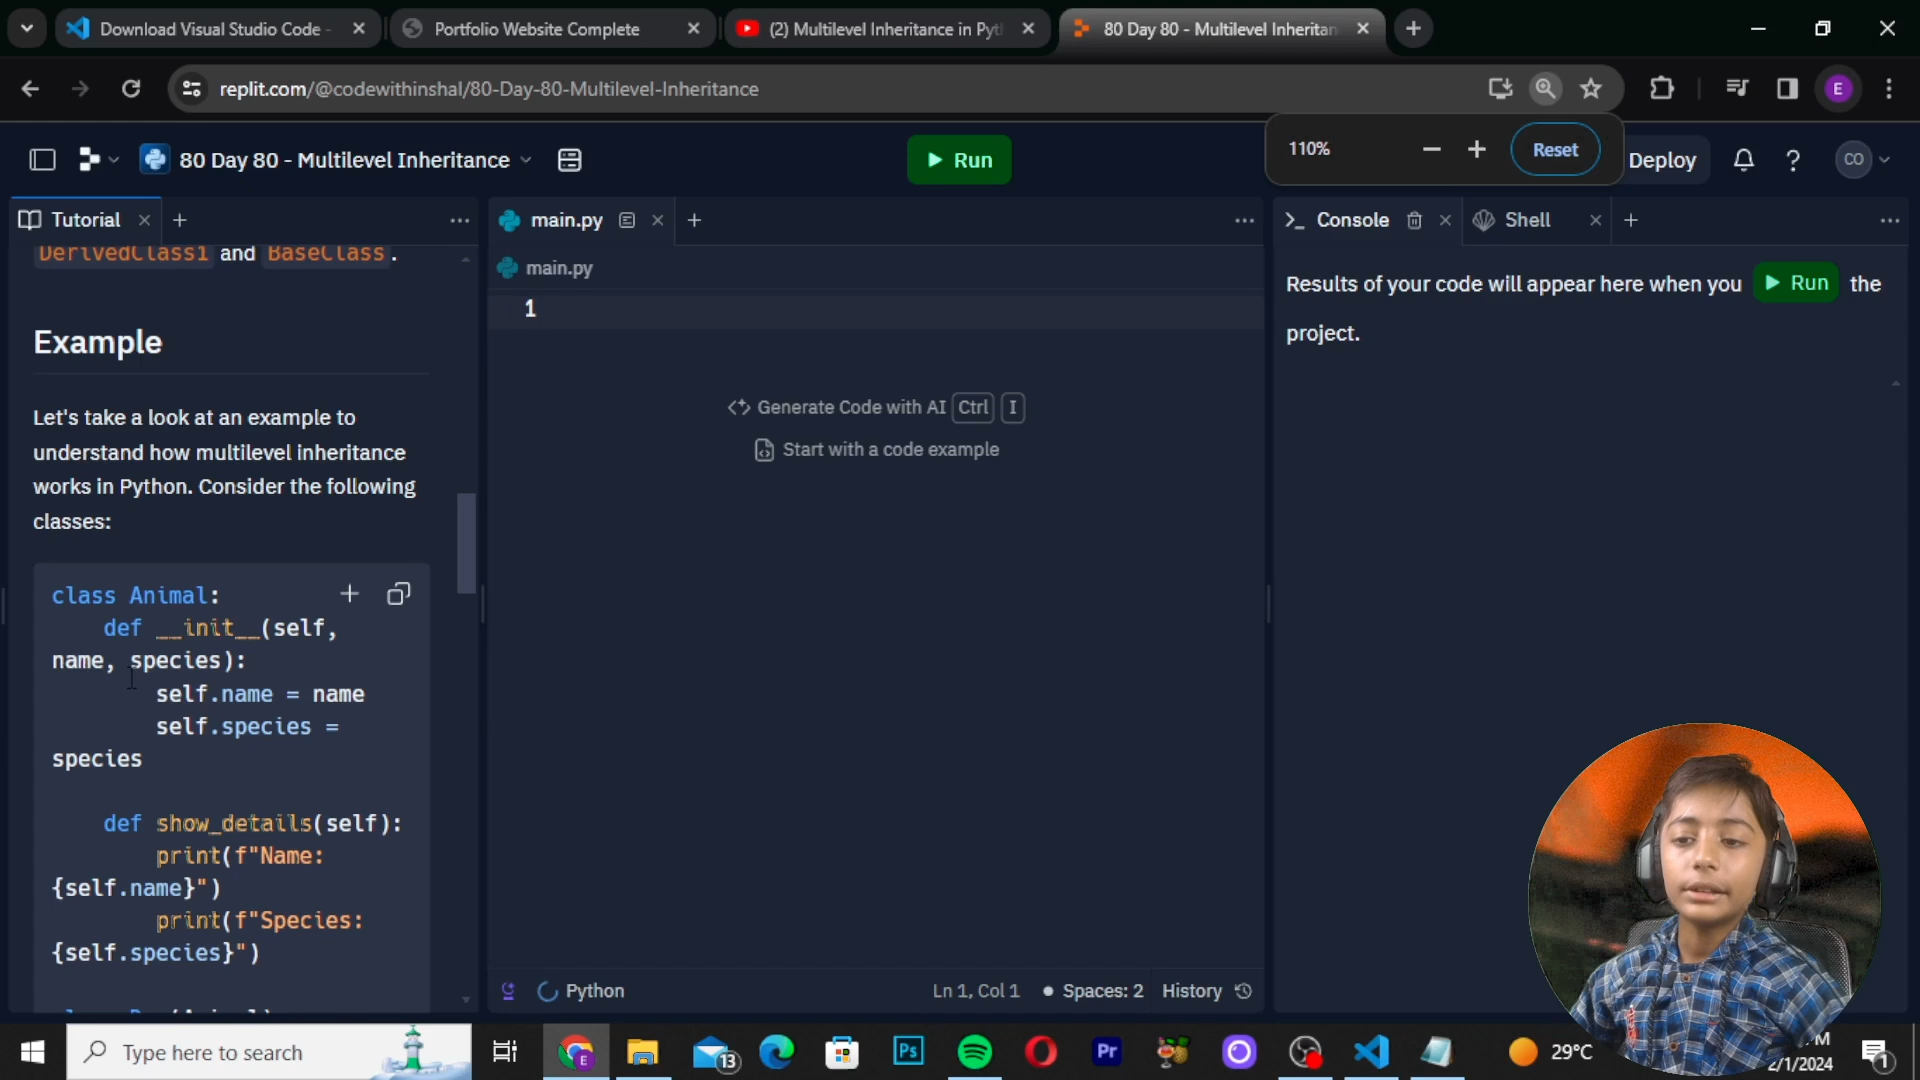 Download Visual Studio Code -
Portfolio Website Complete
(2) Multilevel Inheritance in Pyt
80 Day 80 - Multilevel Inheritan
replit.com/@codewithinshal/80-Day-80-Multilevel-Inheritance
E
110%
Reset
80 Day 80 - Multilevel Inheritance
Run
Deploy
?
CO
Tutorial
main.py
Console
Shell
DerivedClass1 and BaseClass.
main.py
1
Results of your code will appear here when you Run the
project.
Example
Let's take a look at an example to
understand how multilevel inheritance
works in Python. Consider the following
classes:
Generate Code with AI Ctrl I
Start with a code example
class Animal:
def __init__(self,
name, species):
self.name = name
self.species =
species
def show_details(self):
print(f"Name:
{self.name}")
print(f"Species:
{self.species}")
Python
Ln 1, Col 1
Spaces: 2
History
Type here to search
E
13
Ps
Pr
29°C
2/1/2024
1